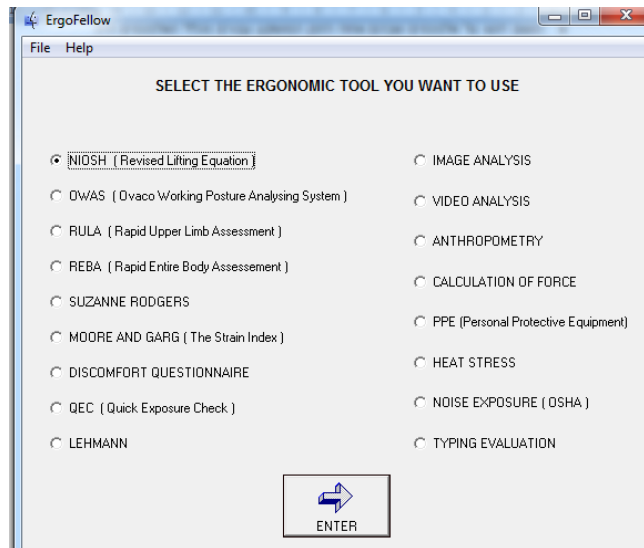 ErgoFellow
File Help
SELECT THE ERGONOMIC TOOL YOU WANT TO USE
NIOSH ( Revised Lifting Equation )
OWAS ( Ovaco Working Posture Analysing System )
RULA ( Rapid Upper Limb Assessment )
REBA ( Rapid Entire Body Assessement )
SUZANNE RODGERS
MOORE AND GARG ( The Strain Index )
DISCOMFORT QUESTIONNAIRE
QEC ( Quick Exposure Check )
LEHMANN
IMAGE ANALYSIS
VIDEO ANALYSIS
ANTHROPOMETRY
CALCULATION OF FORCE
PPE (Personal Protective Equipment)
HEAT STRESS
NOISE EXPOSURE ( OSHA )
TYPING EVALUATION
ENTER